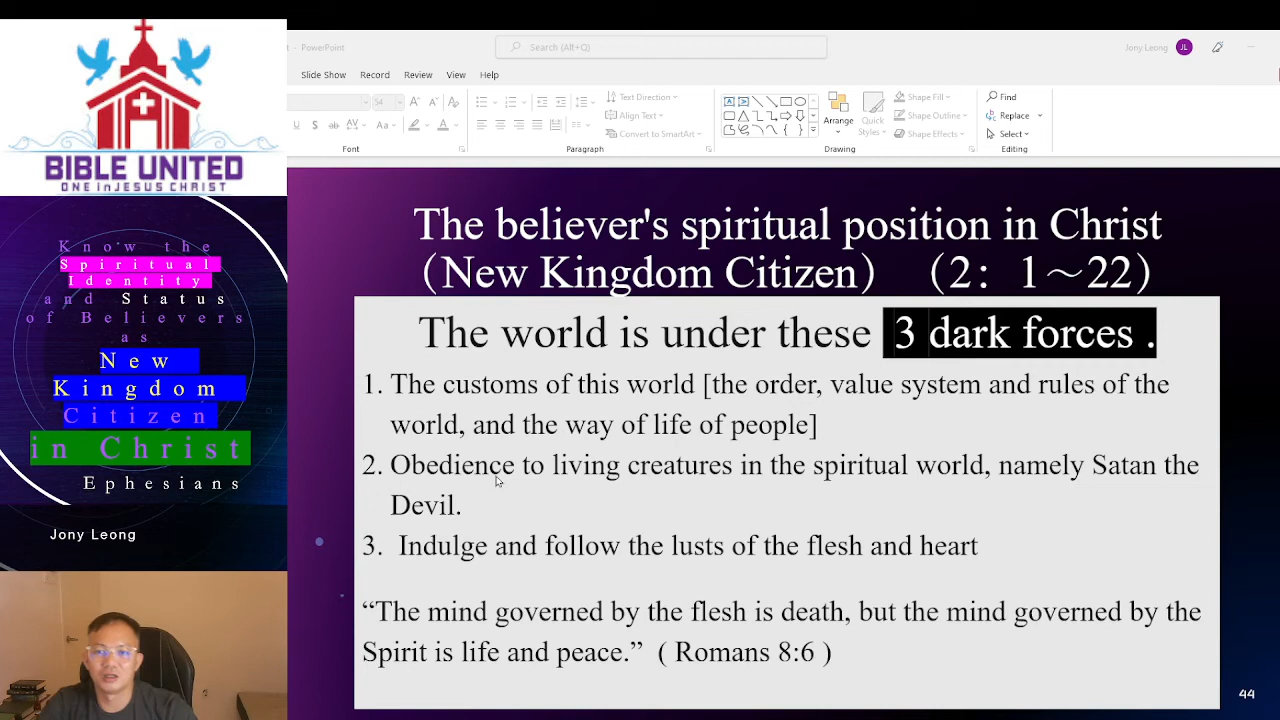 BIBLE UNITED
ONE in JESUS CHRIST
Know the
Spiritual
Identity
and Status
of Believers
as
New
Kingdom
Citizen
in Christ
Ephesians
Jony Leong
PowerPoint
Search (Alt+Q)
Jony Leong
JL
Slide Show
Record
Review
View
Help
54
Text Direction
Align Text
Convert to SmartArt
Arrange
Quick
Styles
Shape Fill
Shape Outline
Shape Effects
Find
Replace
Select
Font
Paragraph
Drawing
Editing
The believer's spiritual position in Christ
(New Kingdom Citizen) (2: 1～22)
The world is under these 3 dark forces .
1. The customs of this world [the order, value system and rules of the
world, and the way of life of people]
2. Obedience to living creatures in the spiritual world, namely Satan the
Devil.
3. Indulge and follow the lusts of the flesh and heart
“The mind governed by the flesh is death, but the mind governed by the
Spirit is life and peace.” ( Romans 8:6 )
44